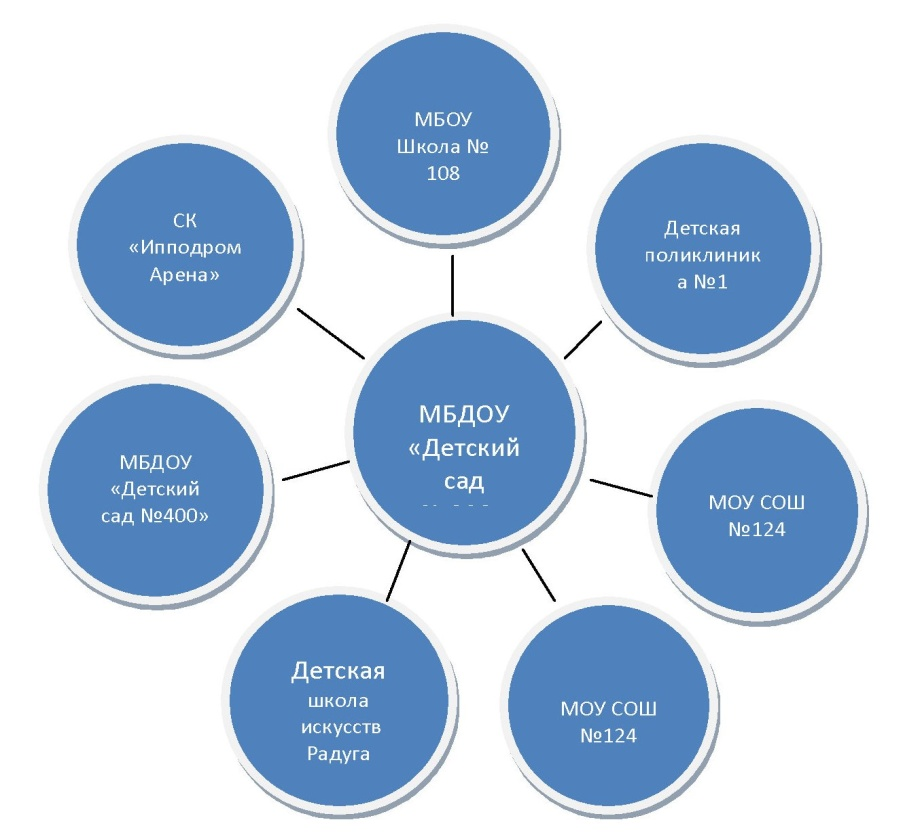 МБОУ
Школа №
108
СК
«Ипподром
Арена»
Детская
поликлиник
а №1
МБДОУ
«Детский
сад
МБДОУ
«Детский
сад №400»
МОУ СОШ
№124
Детская
школа
искусств
Радуга
МОУ СОШ
№124